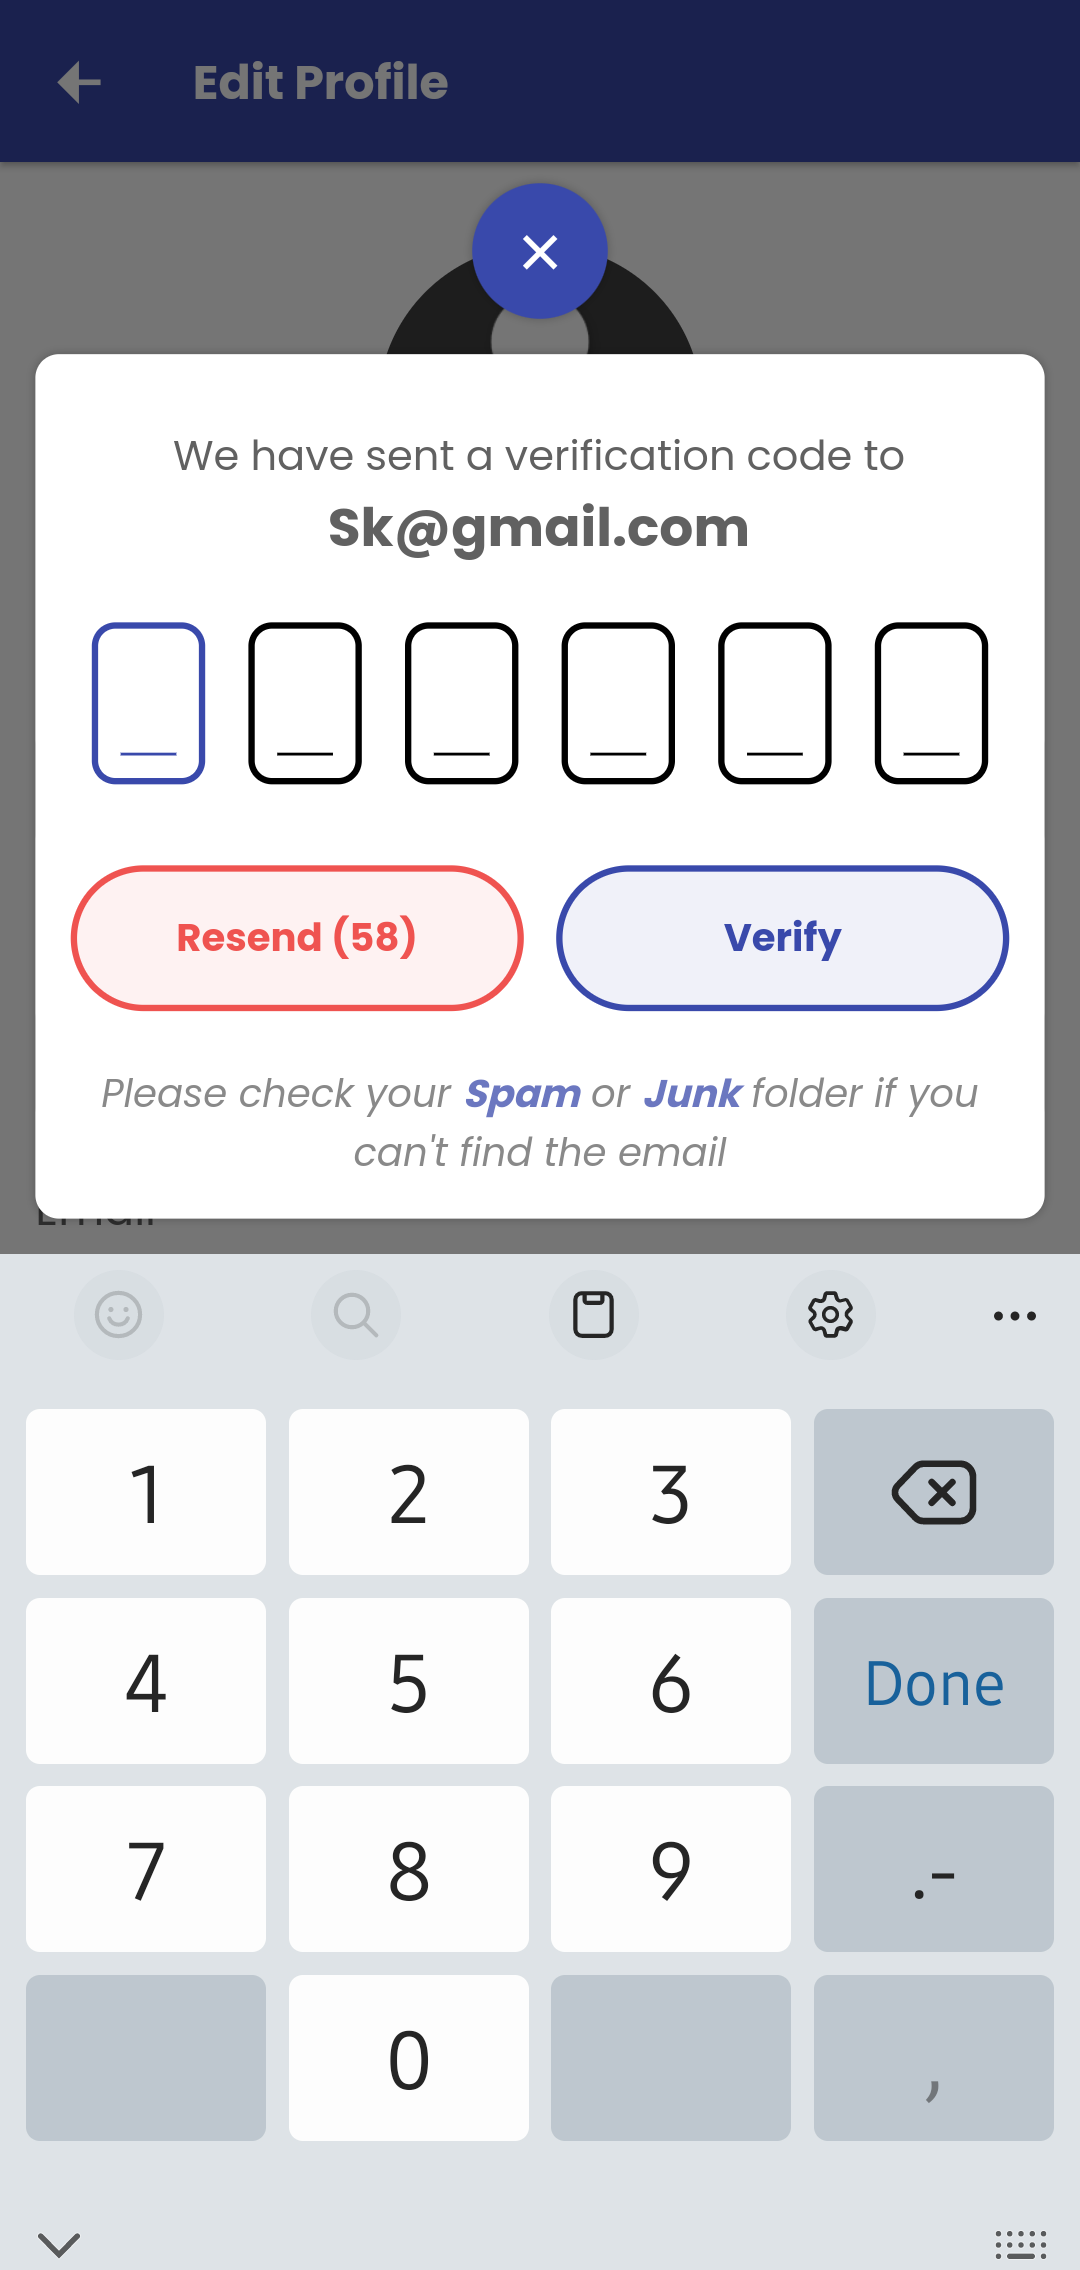 Edit Profile
We have sent a verification code to
Sk@gmail.com
Resend (58)
Verify
Please check your Spam or Junk folder if you
can't find the email
Email
1 2 3
4 5 6 Done
7 8 9 .-
0 ,